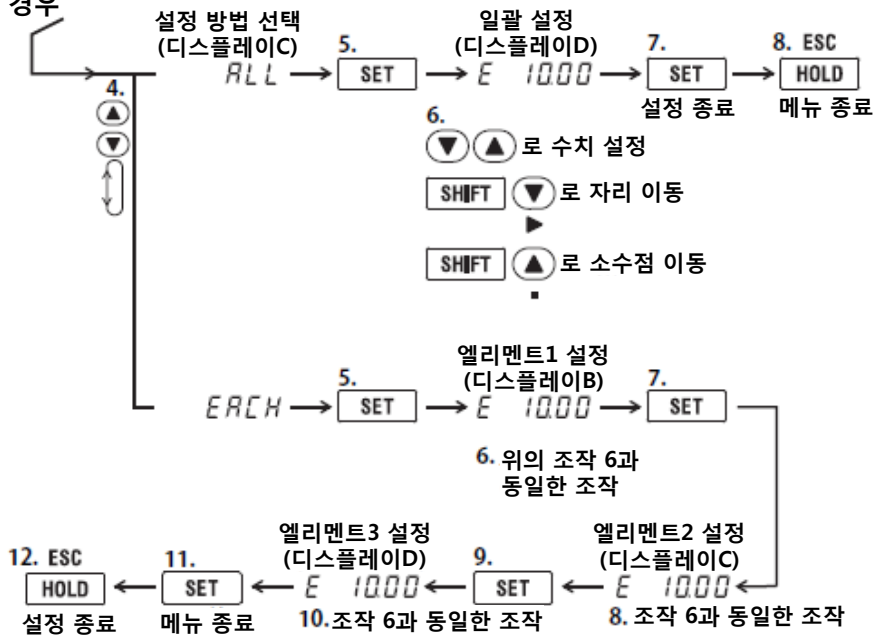 경우
설정 방법 선택
(디스플레이C)
4.
ALL
5.
SET
일괄 설정
(디스플레이D)
E 10.00
7.
SET
설정 종료
8. ESC
HOLD
메뉴 종료
6.
▼ ▲ 로 수치 설정
SHIFT ▼ 로 자리 이동
▶
SHIFT ▲ 로 소수점 이동
EACH
5.
SET
엘리멘트1 설정
(디스플레이B)
E 10.00
7.
SET
6. 위의 조작 6과
동일한 조작
엘리멘트2 설정
(디스플레이C)
E 10.00
8. 조작 6과 동일한 조작
9.
SET
엘리멘트3 설정
(디스플레이D)
E 10.00
10.조작 6과 동일한 조작
11.
SET
메뉴 종료
12. ESC
HOLD
설정 종료